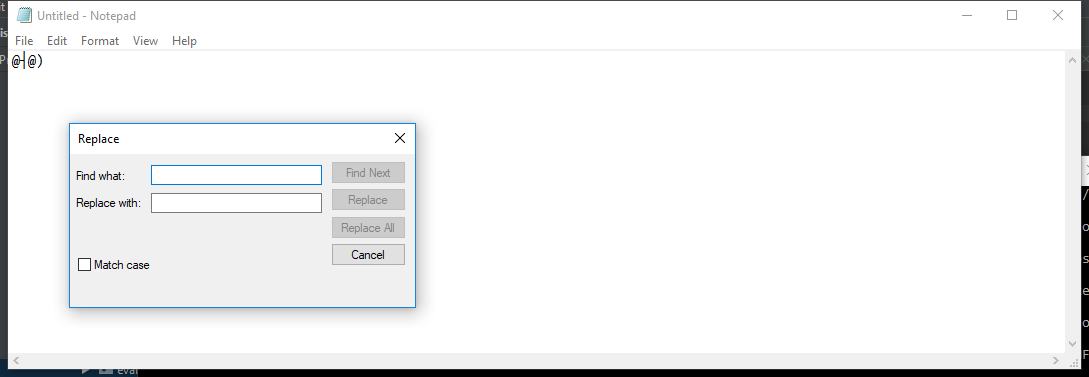 Untitled - Notepad
File Edit Format View Help
@-@)
Replace
Find what: Find Next
Replace with: Replace
Replace All
Cancel
Match case
eval